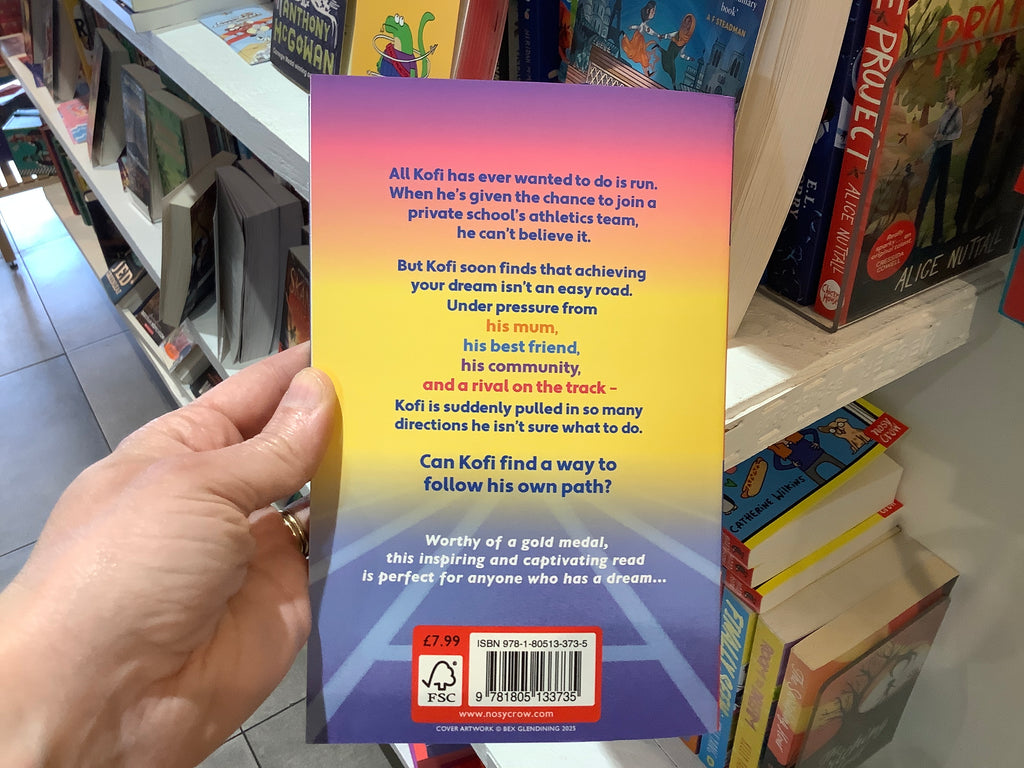 All Kofi has ever wanted to do is run.
When he's given the chance to join a
private school's athletics team,
he can't believe it.
But Kofi soon finds that achieving
your dream isn't an easy road.
Under pressure from
his mum,
his best friend,
his community,
and a rival on the track –
Kofi is suddenly pulled in so many
directions he isn't sure what to do.
Can Kofi find a way to
follow his own path?
Worthy of a gold medal,
this inspiring and captivating read
is perfect for anyone who has a dream...
£7.99
ISBN 978-1-80513-373-5
FSC
9 781805 133735
www.nosycrow.com
COVER ARTWORK © BEX GLENDINING 2025
ANTHONY
McGOWAN
book'
A F STEADMAN
PROJECT
ALICE NUTTALL
ALICE NUTTALL
nosy
crow
CATHERINE WILKINS